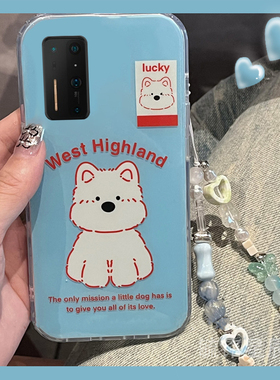 lucky
West Highland
The only mission a little dog has is
to give you all of its love.